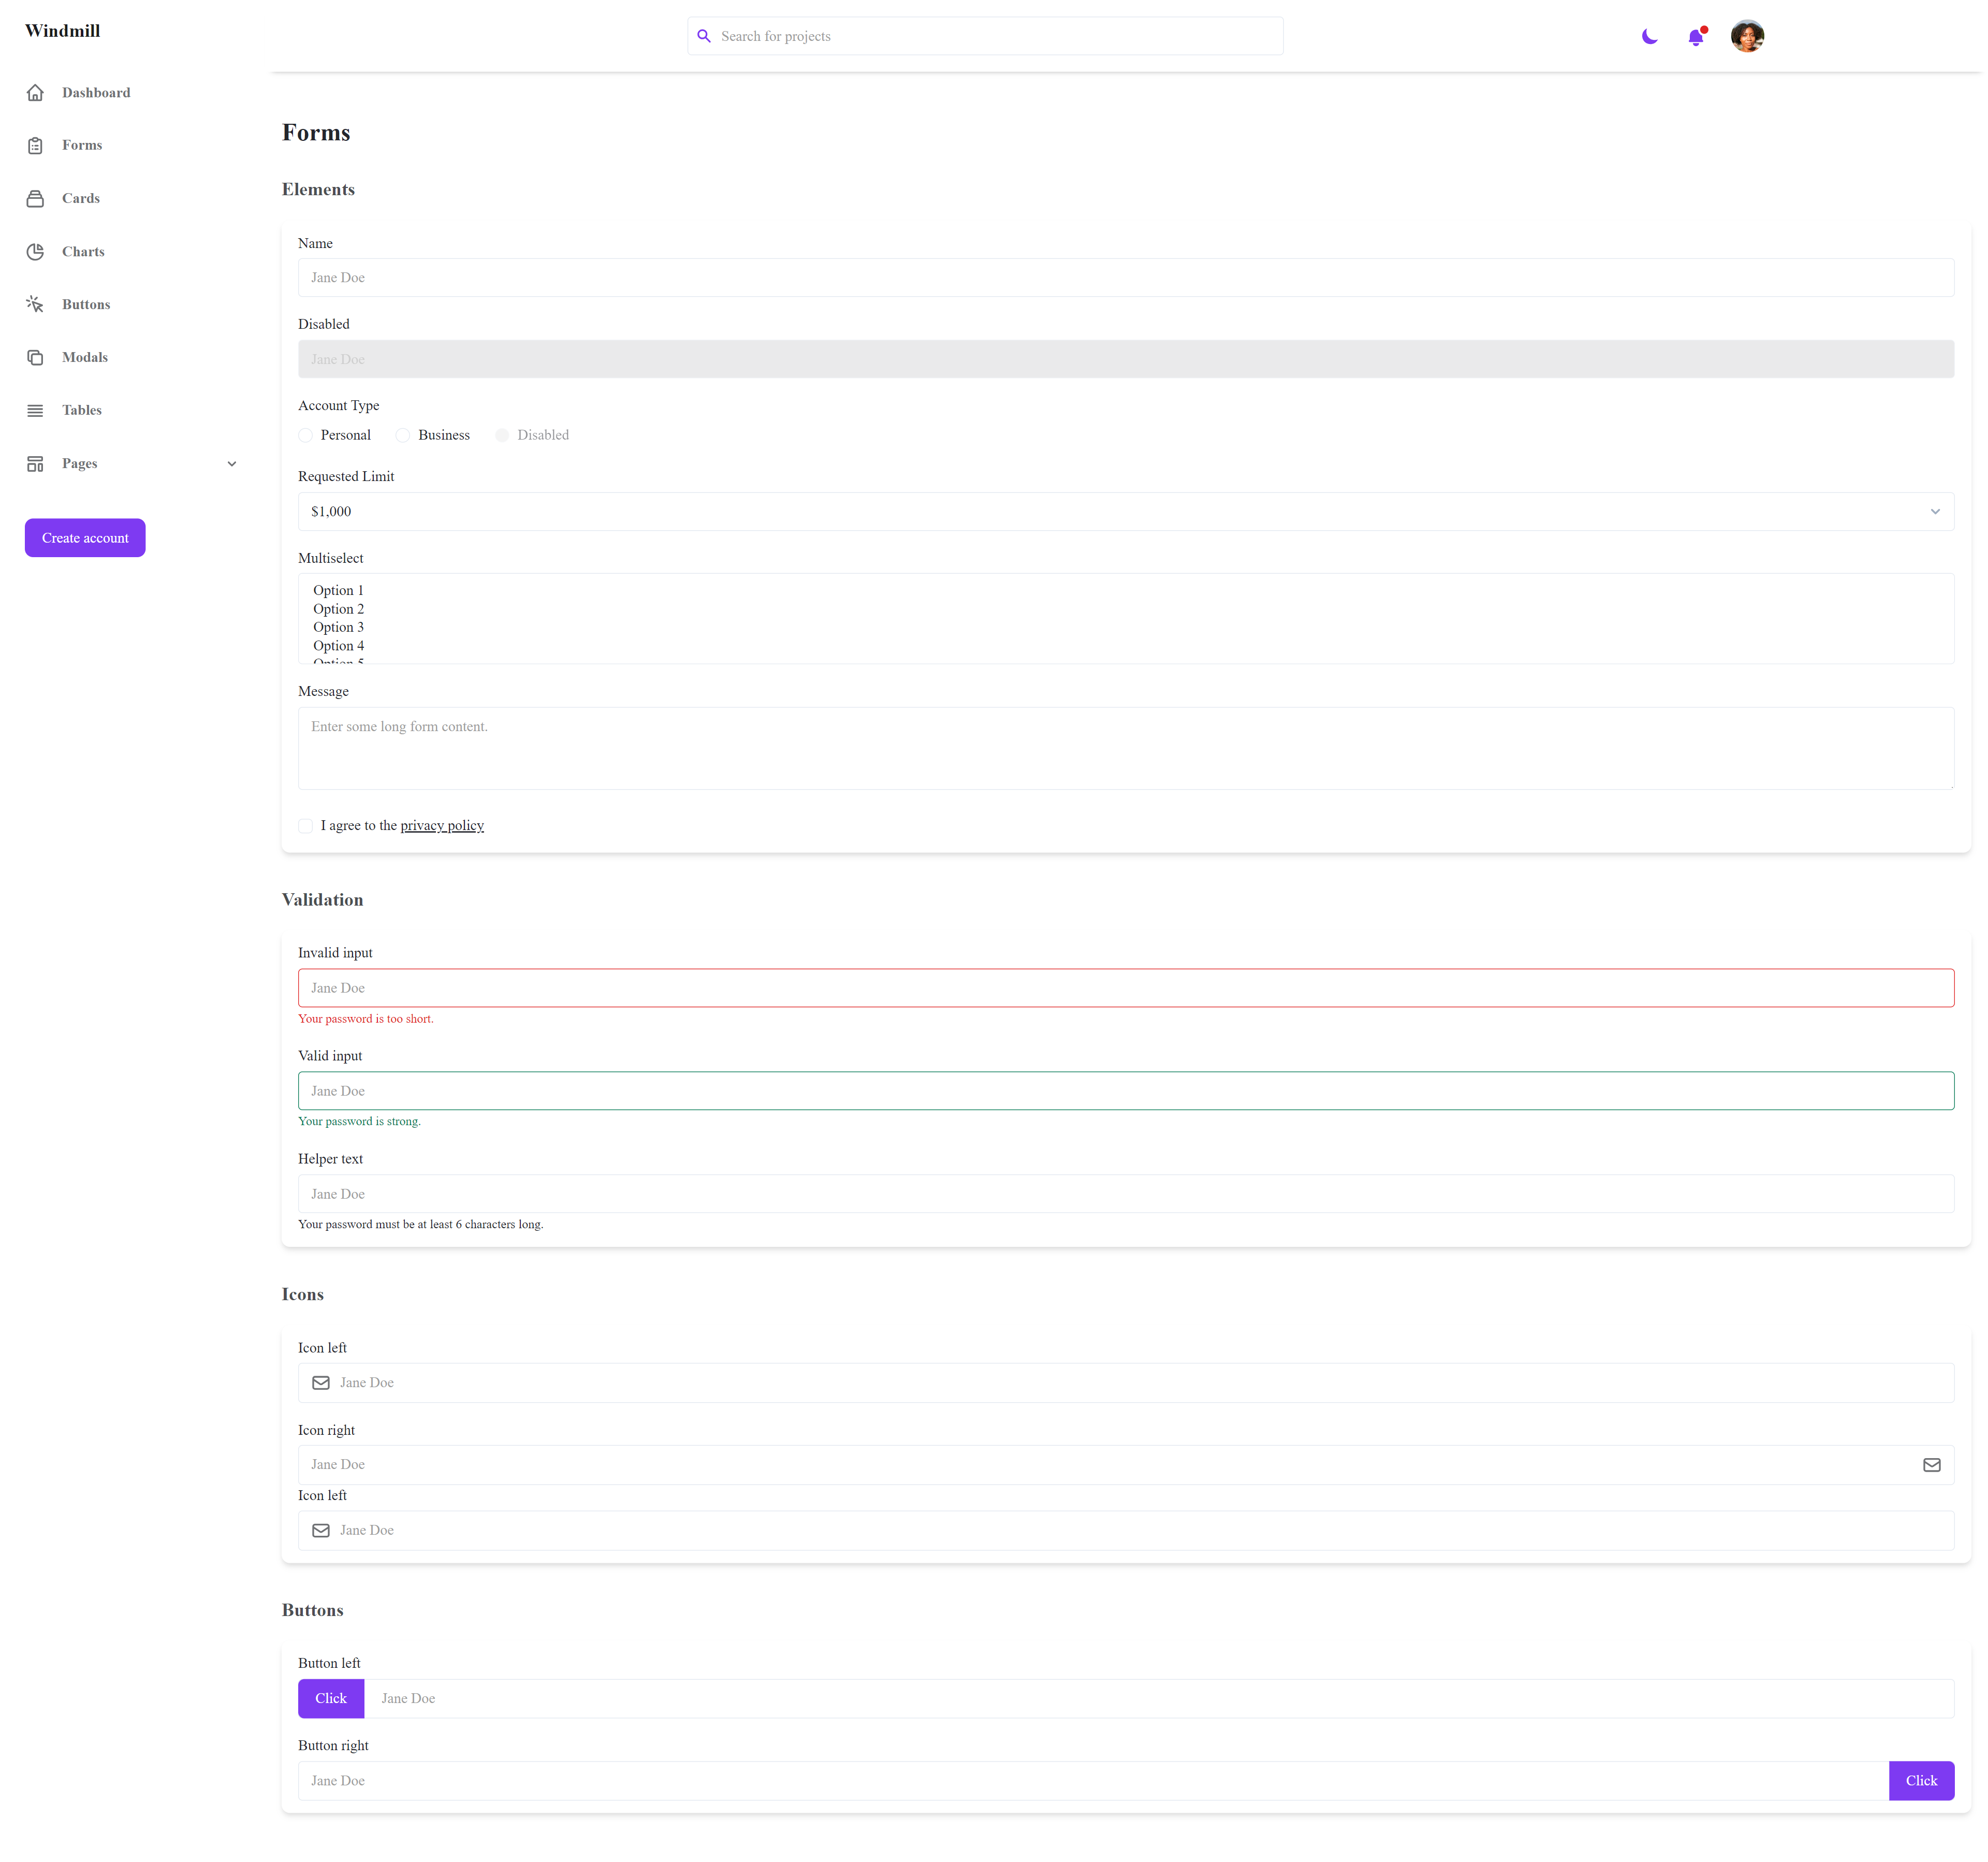 Windmill
Search for projects
Dashboard
Forms
Cards
Charts
Buttons
Modals
Tables
Pages
Create account
Forms
Elements
Name
Jane Doe
Disabled
Jane Doe
Account Type
Personal Business Disabled
Requested Limit
$1,000
Multiselect
Option 1
Option 2
Option 3
Option 4
Option 5
Message
Enter some long form content.
I agree to the privacy policy
Validation
Invalid input
Jane Doe
Your password is too short.
Valid input
Jane Doe
Your password is strong.
Helper text
Jane Doe
Your password must be at least 6 characters long.
Icons
Icon left
Jane Doe
Icon right
Jane Doe
Icon left
Jane Doe
Buttons
Button left
Click Jane Doe
Button right
Jane Doe Click